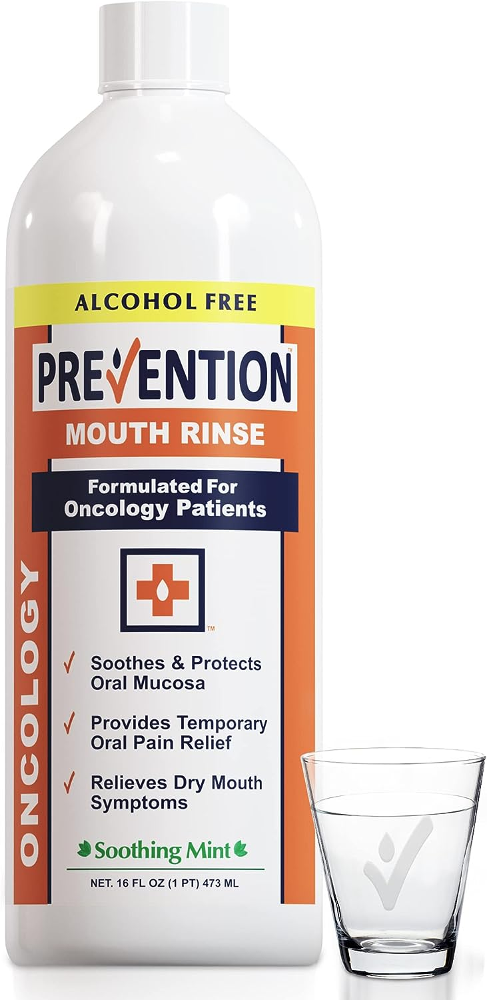 ALCOHOL FREE
PREVENTION™
MOUTH RINSE
Formulated For
Oncology Patients
™
ONCOLOGY
✓ Soothes & Protects
Oral Mucosa
✓ Provides Temporary
Oral Pain Relief
✓ Relieves Dry Mouth
Symptoms
Soothing Mint
NET. 16 FL OZ (1 PT) 473 ML